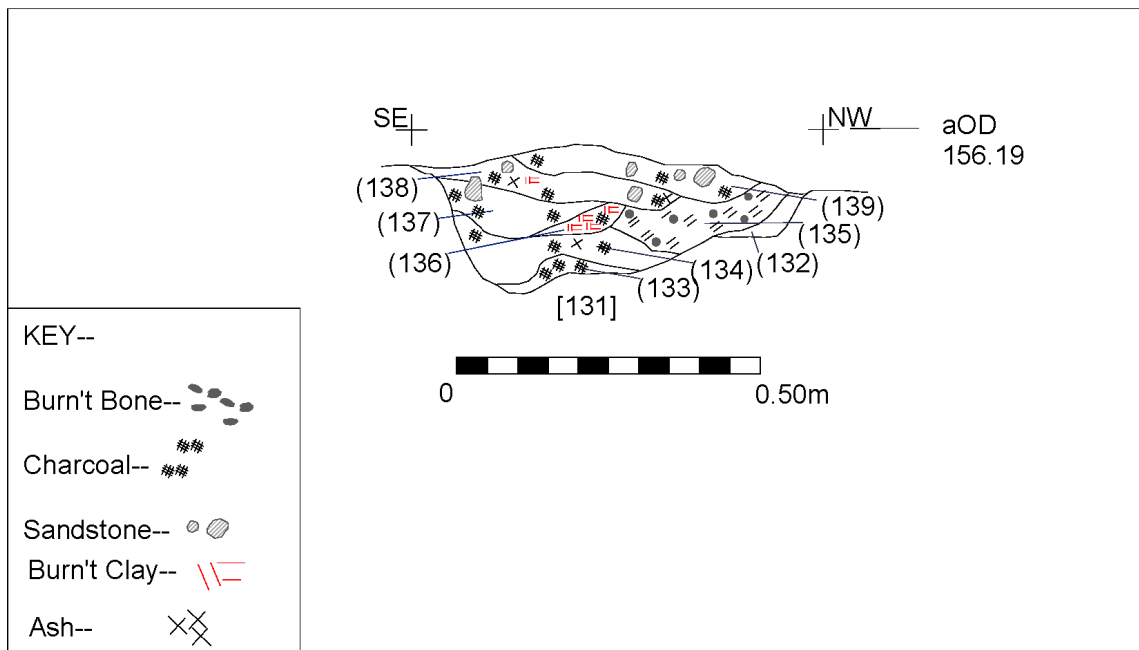 SE
NW
aOD
156.19
(138)
(139)
(137)
(135)
(136)
(134)
(132)
(133)
[131]
0
0.50m
KEY--
Burn't Bone--
Charcoal--
Sandstone--
Burn't Clay--
Ash--